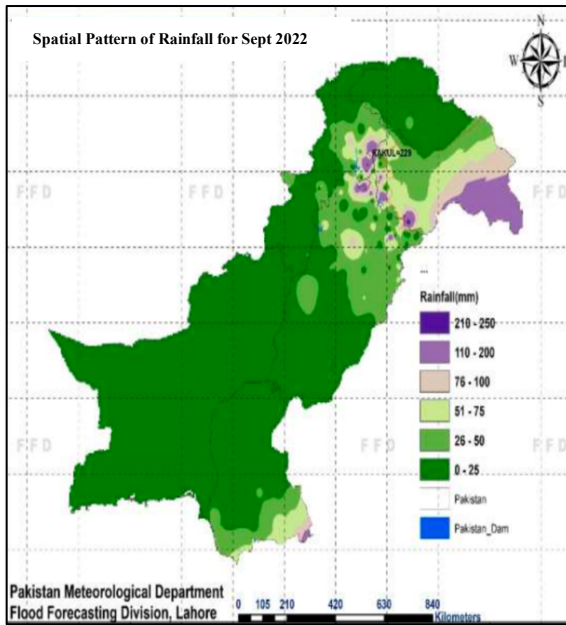 Spatial Pattern of Rainfall for Sept 2022
N
W E
S
KAKUL=229
FFD
FFD
...
Rainfall(mm)
210 - 250
110 - 200
76 - 100
51 - 75
26 - 50
0 - 25
Pakistan
Pakistan_Dam
FFD FFD FFD
Pakistan Meteorological Department
Flood Forecasting Division, Lahore
0 105 210 420 630 840
Kilometers